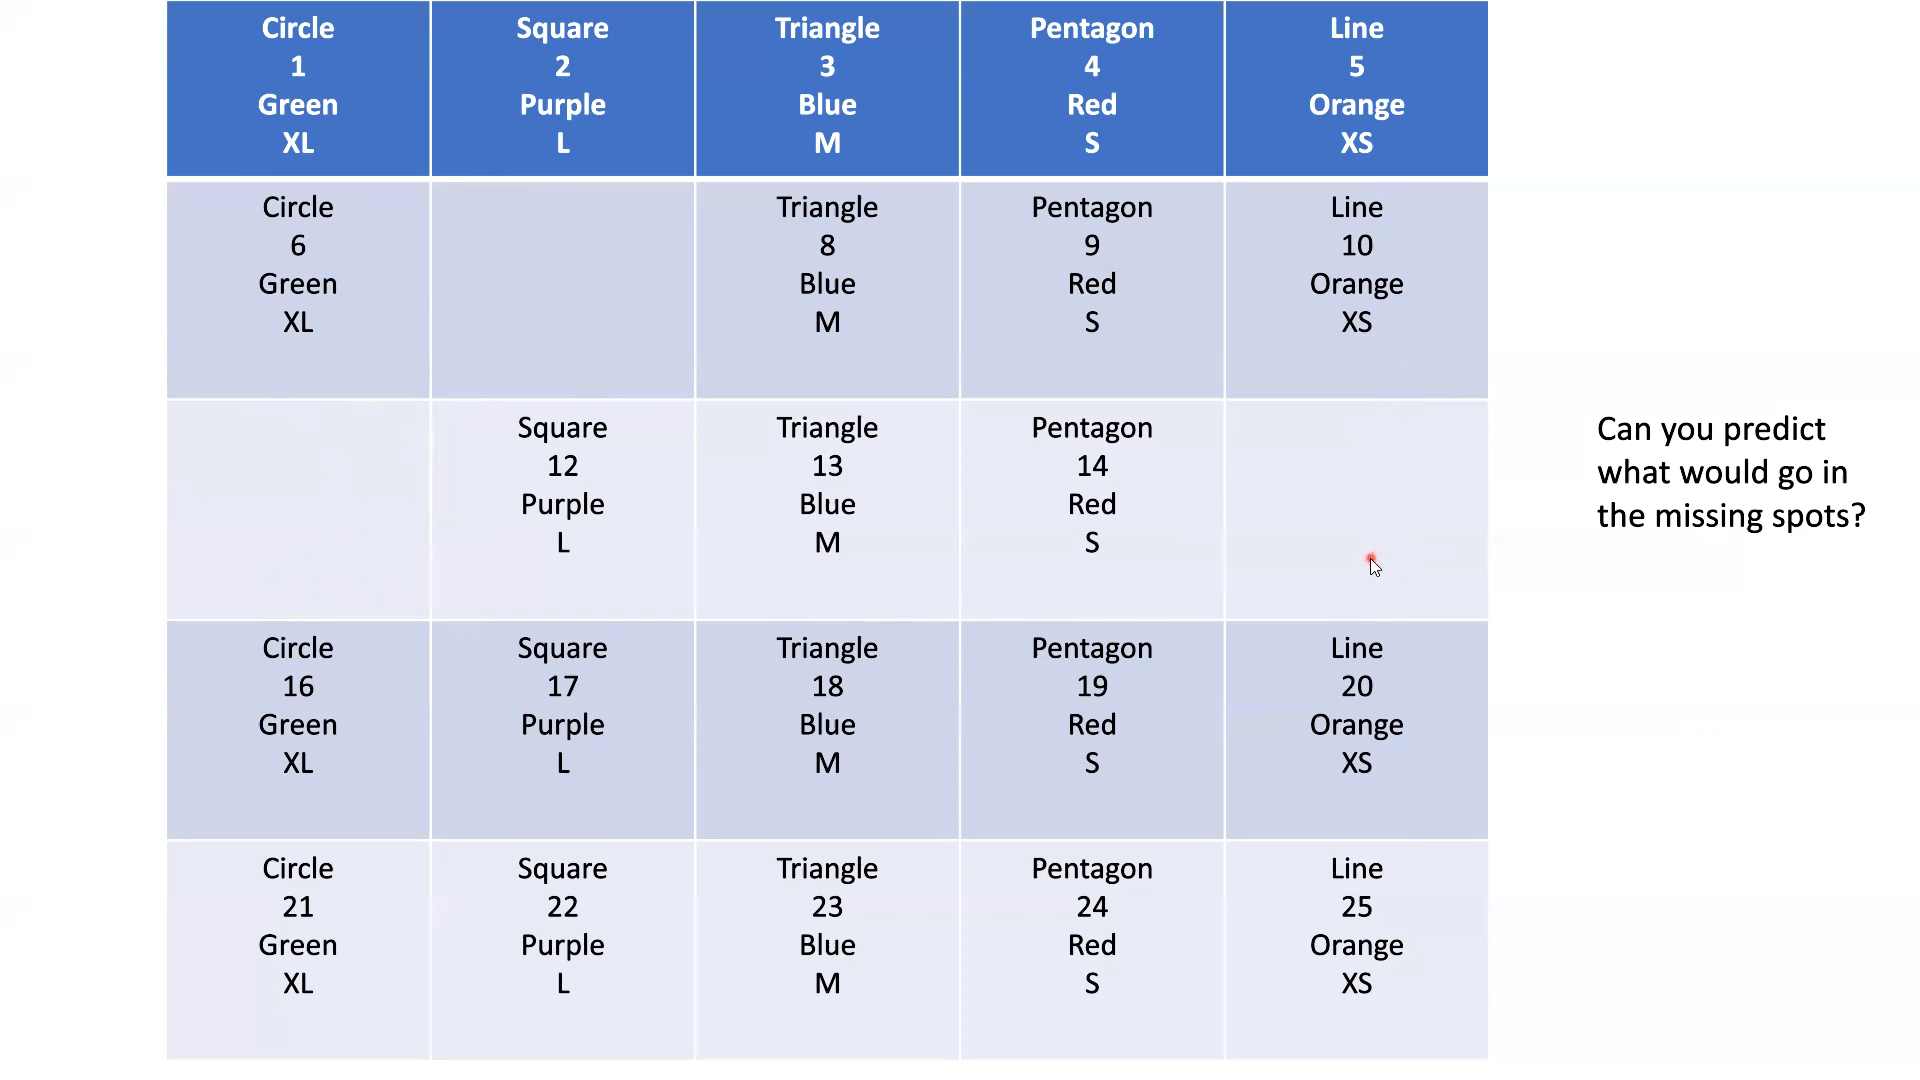 Circle
1
Green
XL
Square
2
Purple
L
Triangle
3
Blue
M
Pentagon
4
Red
S
Line
5
Orange
XS
Circle
6
Green
XL
Triangle
8
Blue
M
Pentagon
9
Red
S
Line
10
Orange
XS
Square
12
Purple
L
Triangle
13
Blue
M
Pentagon
14
Red
S
Circle
16
Green
XL
Square
17
Purple
L
Triangle
18
Blue
M
Pentagon
19
Red
S
Line
20
Orange
XS
Circle
21
Green
XL
Square
22
Purple
L
Triangle
23
Blue
M
Pentagon
24
Red
S
Line
25
Orange
XS
Can you predict
what would go in
the missing spots?